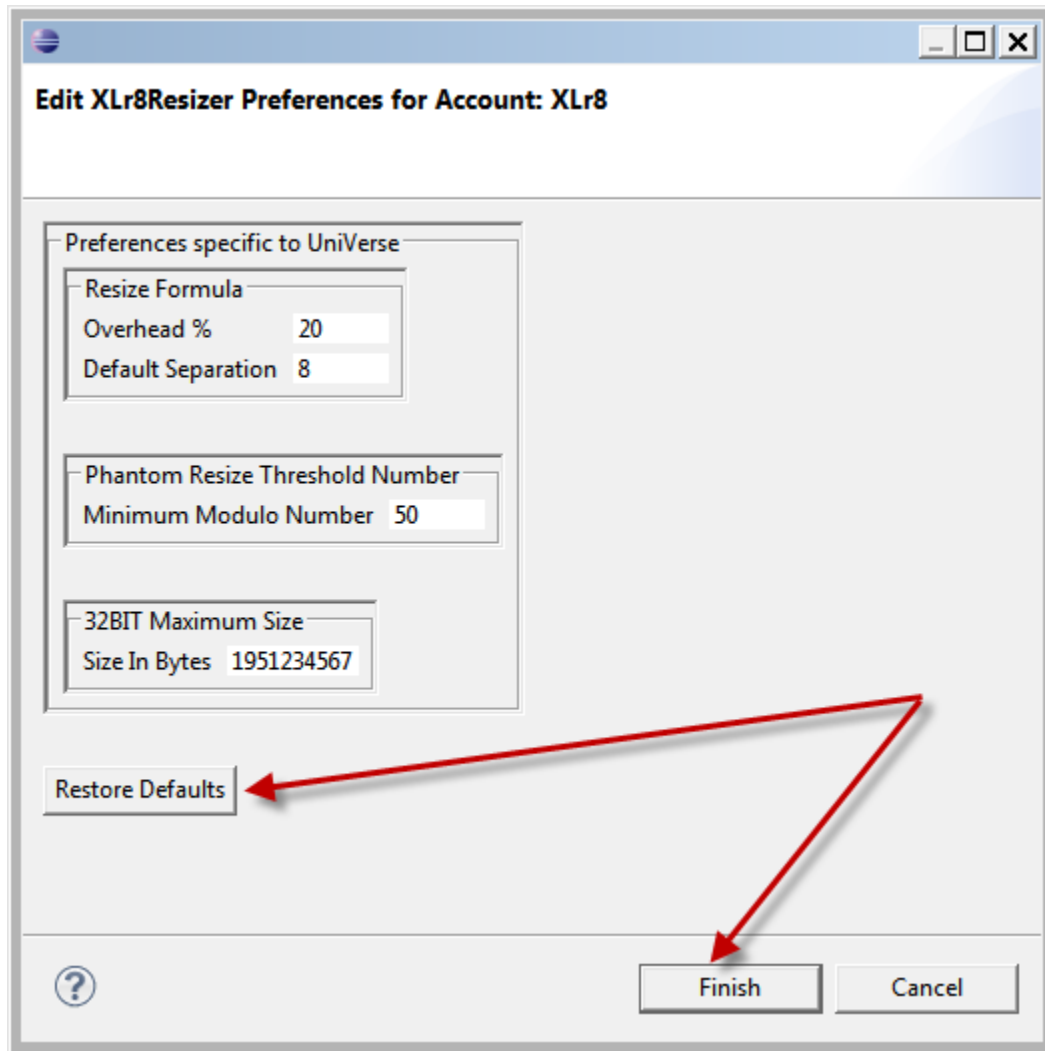 Edit XLr8Resizer Preferences for Account: XLr8
Preferences specific to UniVerse
Resize Formula
Overhead % 20
Default Separation 8
Phantom Resize Threshold Number
Minimum Modulo Number 50
32BIT Maximum Size
Size In Bytes 1951234567
Restore Defaults
? Finish Cancel